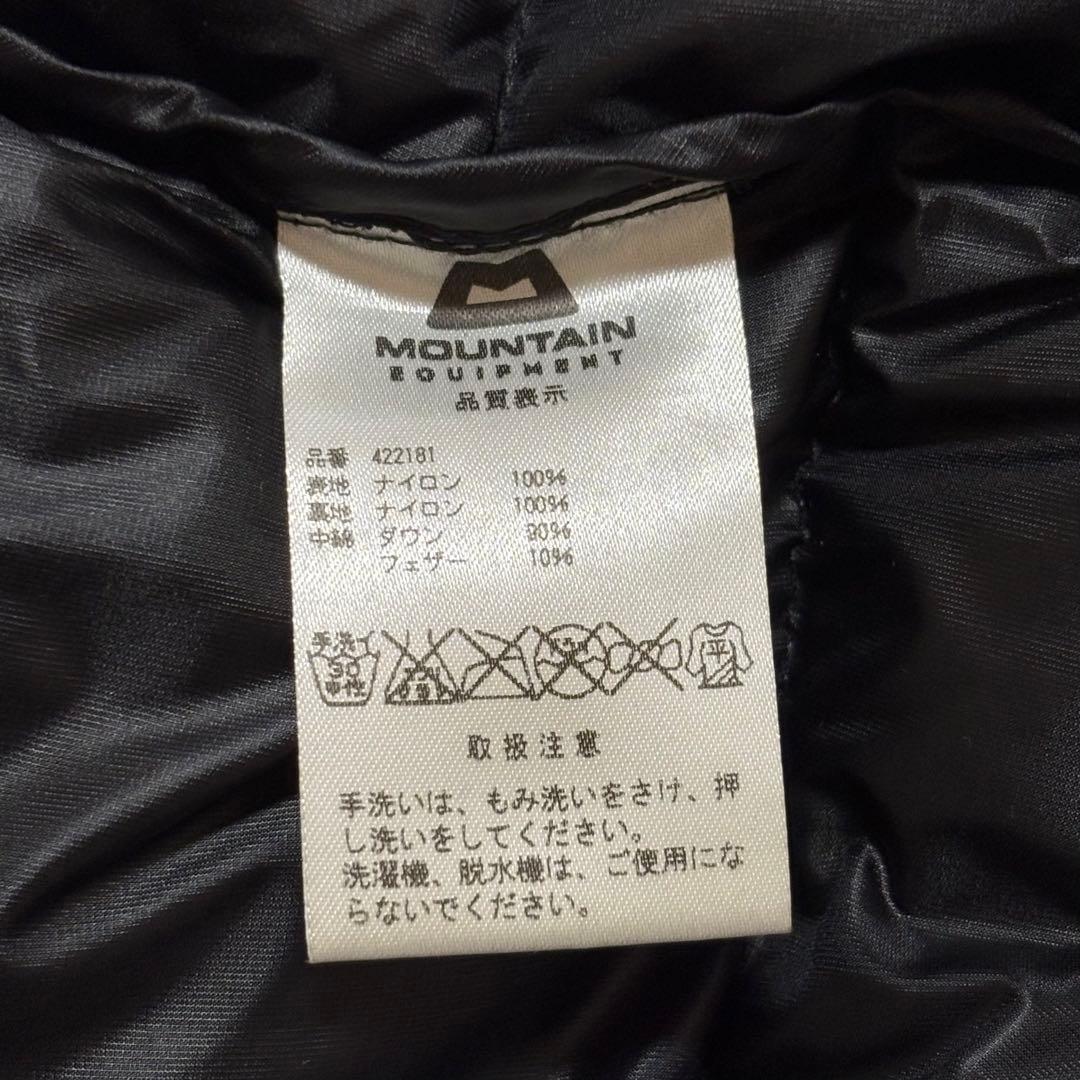 MOUNTAIN
EQUIPMENT
品質表示
品番 422181
表地 ナイロン 100%
裏地 ナイロン 100%
中綿 ダウン 90%
フェザー 10%
手洗イ
30
中性
平
取扱注意
手洗いは、もみ洗いをさけ、押
し洗いをしてください。
洗濯機、脱水機は、ご使用にな
らないでください。